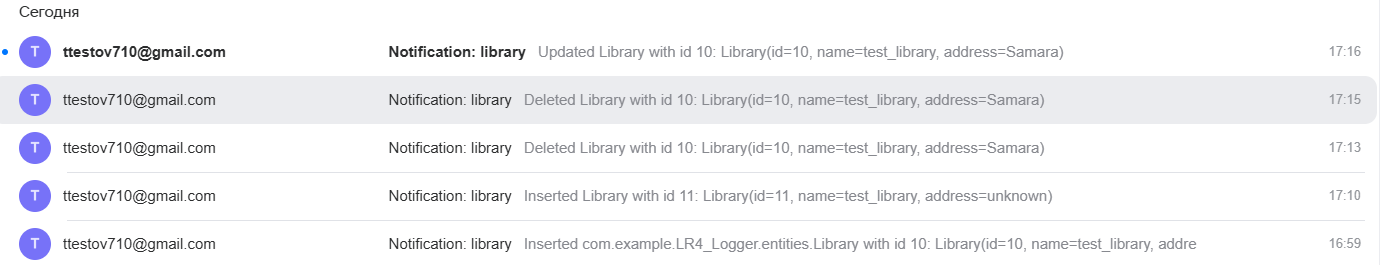 Сегодня
T ttestov710@gmail.com Notification: library Updated Library with id 10: Library(id=10, name=test_library, address=Samara) 17:16
T ttestov710@gmail.com Notification: library Deleted Library with id 10: Library(id=10, name=test_library, address=Samara) 17:15
T ttestov710@gmail.com Notification: library Deleted Library with id 10: Library(id=10, name=test_library, address=Samara) 17:13
T ttestov710@gmail.com Notification: library Inserted Library with id 11: Library(id=11, name=test_library, address=unknown) 17:10
T ttestov710@gmail.com Notification: library Inserted com.example.LR4_Logger.entities.Library with id 10: Library(id=10, name=test_library, addre 16:59